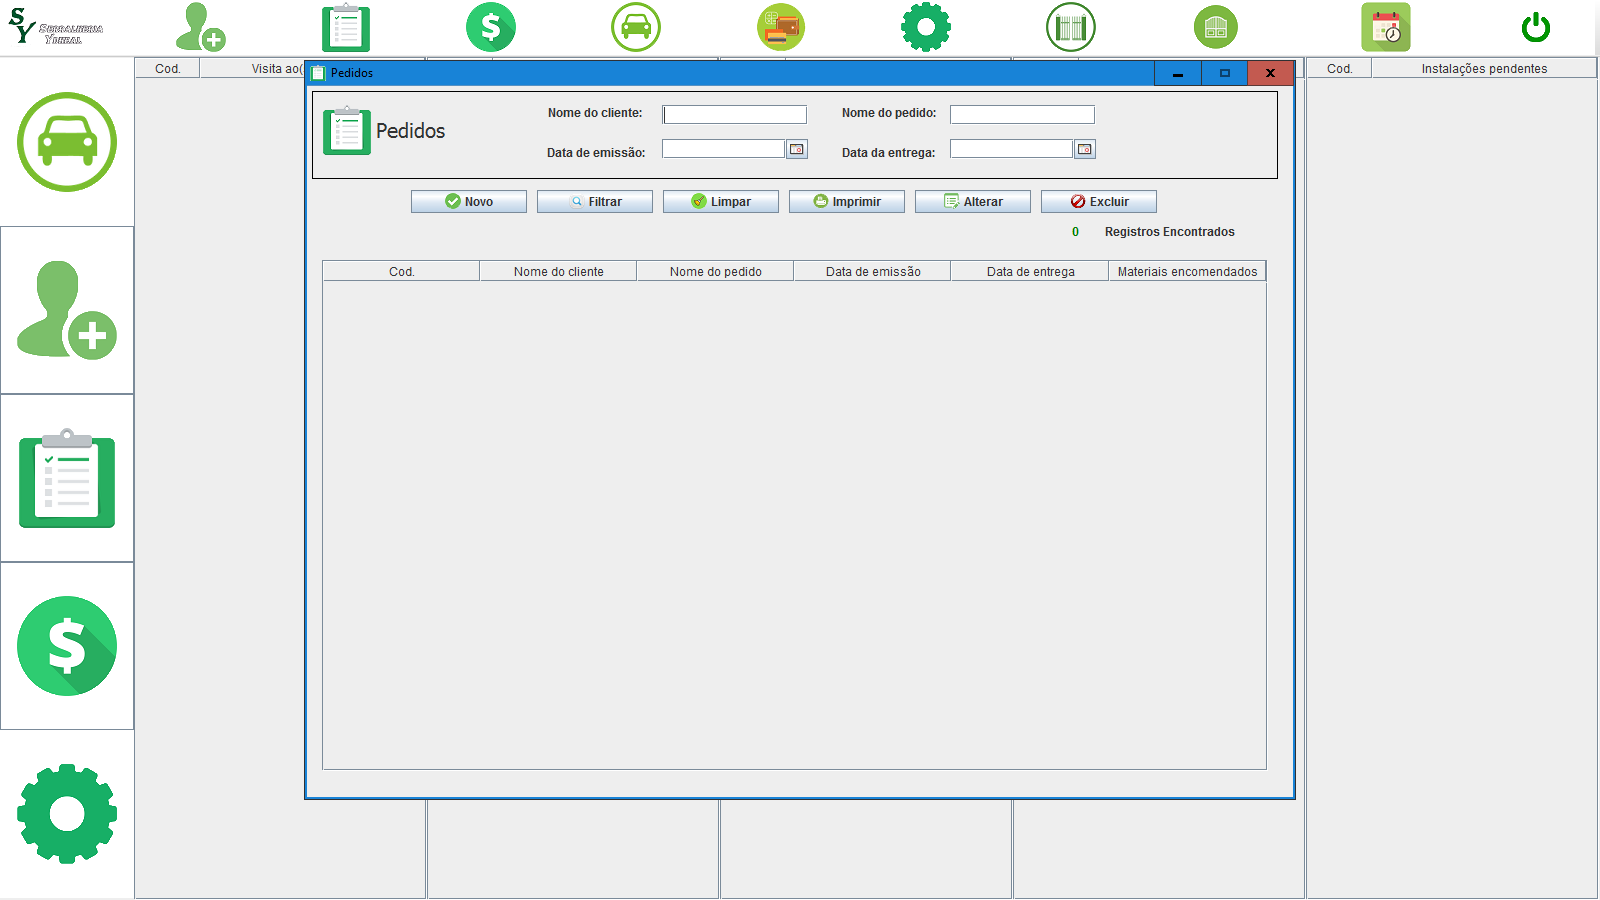 SY SERRALHERIA
YHIZAL
Cod.
Visita ao(
Pedidos
Cod.
Instalações pendentes
Pedidos
Nome do cliente:
Nome do pedido:
Data de emissão:
Data da entrega:
Novo
Filtrar
Limpar
Imprimir
Alterar
Excluir
0 Registros Encontrados
Cod.
Nome do cliente
Nome do pedido
Data de emissão
Data de entrega
Materiais encomendados